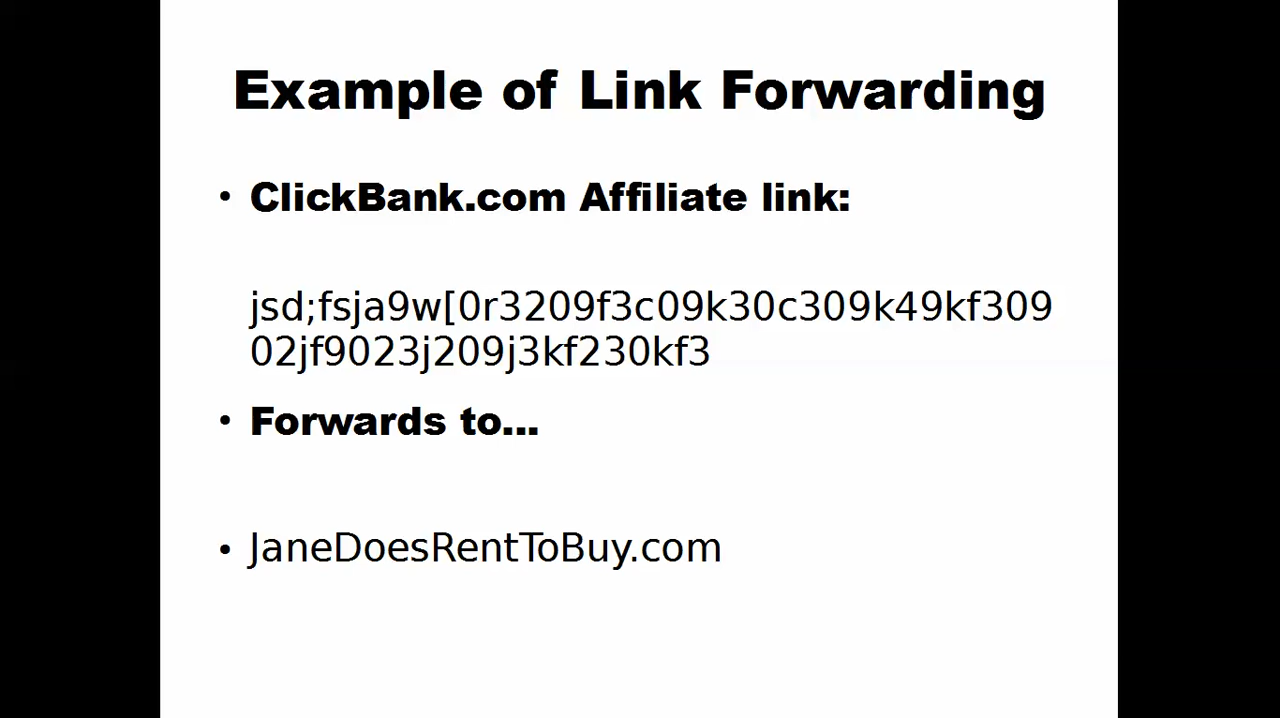 Example of Link Forwarding
• ClickBank.com Affiliate link:
jsd;fsja9w[0r3209f3c09k30c309k49kf309
02jf9023j209j3kf230kf3
• Forwards to...
• JaneDoesRentToBuy.com